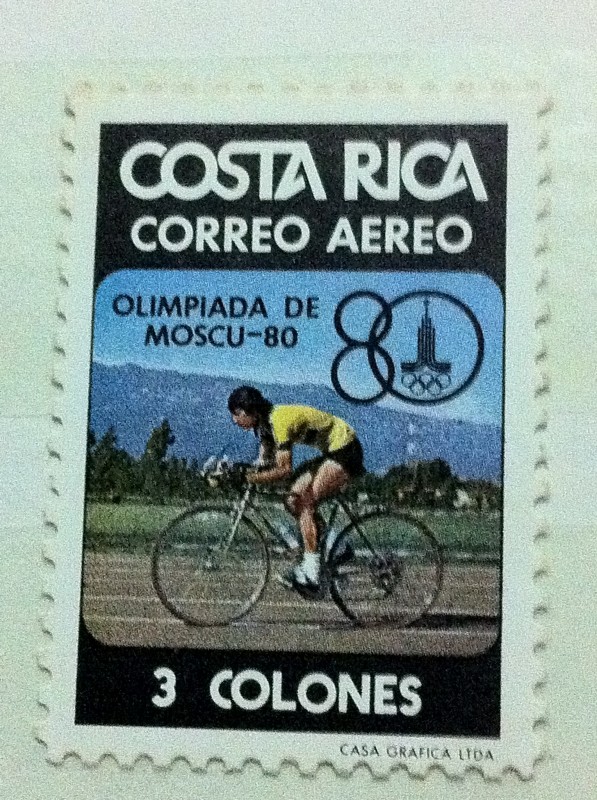 COSTA RICA
CORREO AEREO
OLIMPIADA DE
MOSCU-80
80
3 COLONES
CASA GRAFICA LTDA